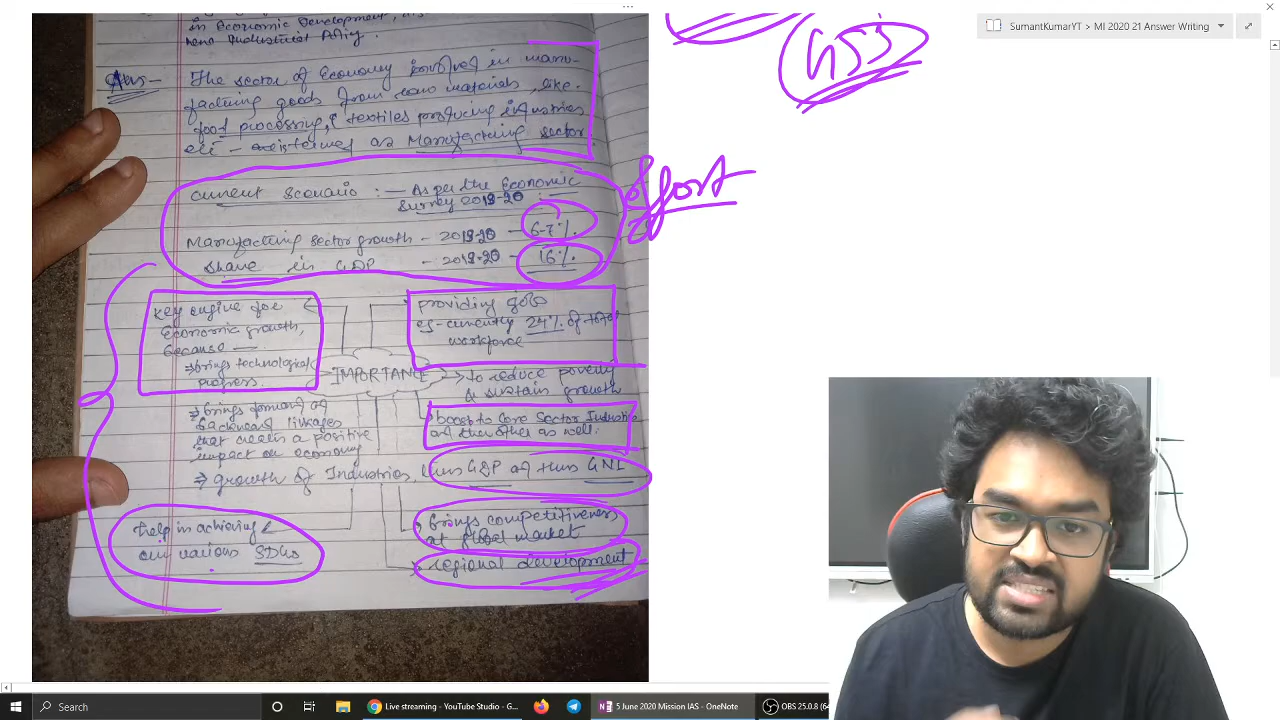 SumantKumarYT > MI 2020 21 Answer Writing
GS3
in Economic Development,
new Industrial Policy.
Ans - The sector of Economy involved in manu-
facturing goods from raw materials, like
food processing, & textiles producing industries
etc - is termed as Manufacturing sector
Current Scenario : - As per the Economic
Survey 2019-20 :
Manufacturing sector growth - 2019-20 - 6-7%.
share in GDP - 2019-20 - 16%.
effort
key engine for
Economic growth,
because -
⇒ brings technological
progress.
providing jobs
eg - currently 24% of total
workforce
IMPORTANCE
→ to reduce poverty
& sustain growth
⇒ brings forward &
backward linkages
that creates a positive
impact on economy
boost to Core Sector Industries
and then other as well.
⇒ growth of Industries, thus GDP and thus GNI
help in achieving
our various SDGs
brings competitiveness
at global market
regional development
Search
Live streaming - YouTube Studio - G...
5 June 2020 Mission IAS - OneNote
OBS 25.0.8 (64